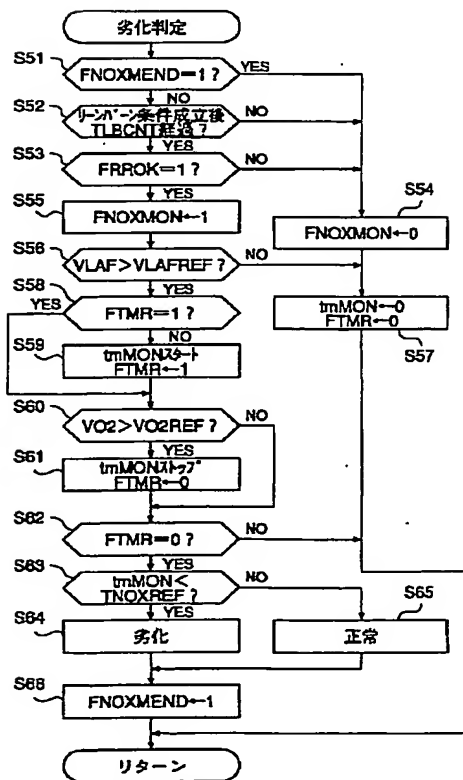 劣化判定
S51
FNOXMEND=1?
YES
NO
S52
リーンバーン条件成立後
TLBCNT経過?
NO
YES
S53
FRROK=1?
NO
YES
S55
FNOXMON←1
S54
FNOXMON←0
S56
VLAF>VLAFREF?
NO
YES
S58
YES
FTMR=1?
NO
tmMON←0
FTMR←0
S57
S59
tmMONスタート
FTMR←1
S60
VO2>VO2REF?
NO
YES
S61
tmMONストップ
FTMR←0
S62
FTMR=0?
NO
YES
S63
tmMON<
TNOXREF?
NO
YES
S64
劣化
S65
正常
S66
FNOXMEND←1
リターン